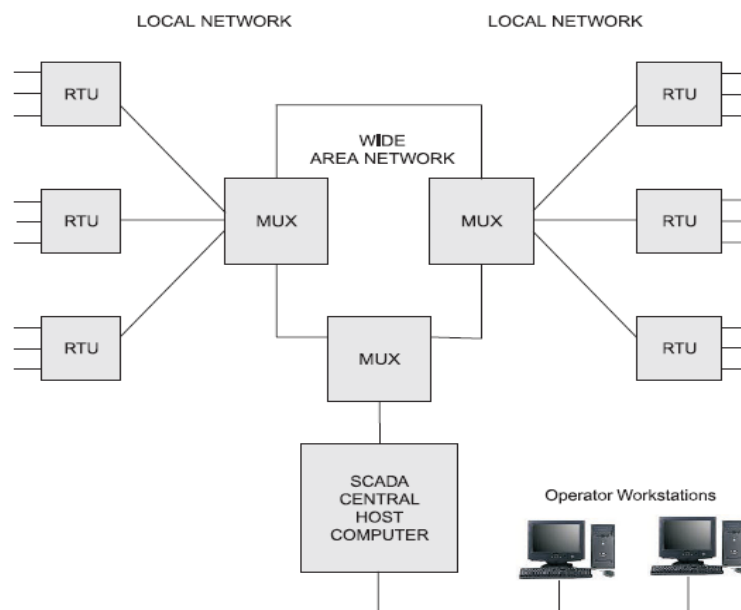 LOCAL NETWORK
LOCAL NETWORK
RTU
RTU
WIDE
AREA NETWORK
RTU
MUX
MUX
RTU
RTU
MUX
RTU
SCADA
CENTRAL
HOST
COMPUTER
Operator Workstations